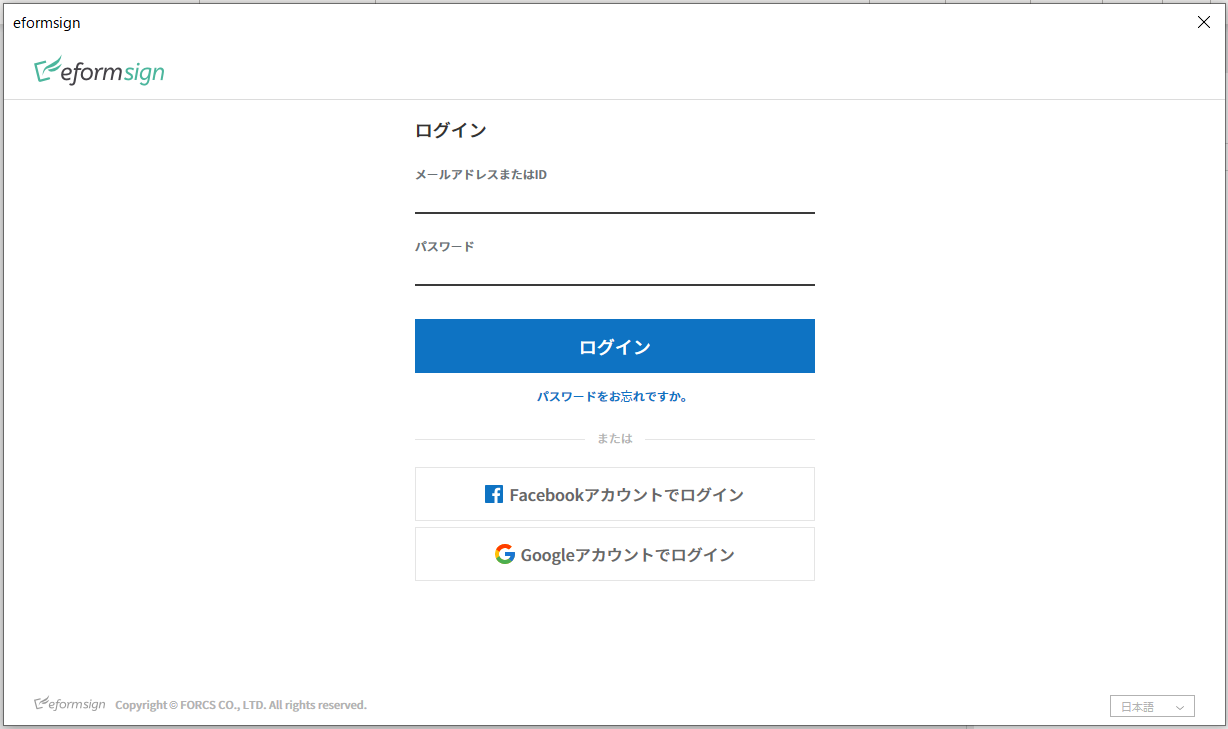 eformsign
eformsign
ログイン
メールアドレスまたはID
パスワード
ログイン
パスワードをお忘れですか。
または
Facebookアカウントでログイン
Googleアカウントでログイン
eformsign Copyright © FORCS CO., LTD. All rights reserved.
日本語